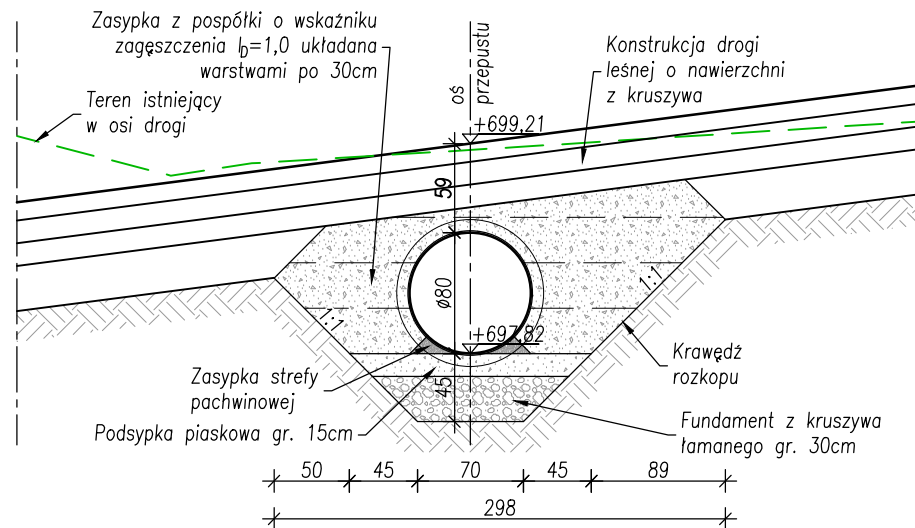 Zasypka z pospółki o wskaźniku
zagęszczenia ID=1,0 układana
warstwami po 30cm
Teren istniejący
w osi drogi
oś
przepustu
Konstrukcja drogi
leśnej o nawierzchni
z kruszywa
+699,21
59
ø80
1:1
1:1
+697,82
45
Zasypka strefy
pachwinowej
Podsypka piaskowa gr. 15cm
Krawędź
rozkopu
Fundament z kruszywa
łamanego gr. 30cm
50 45 70 45 89
298